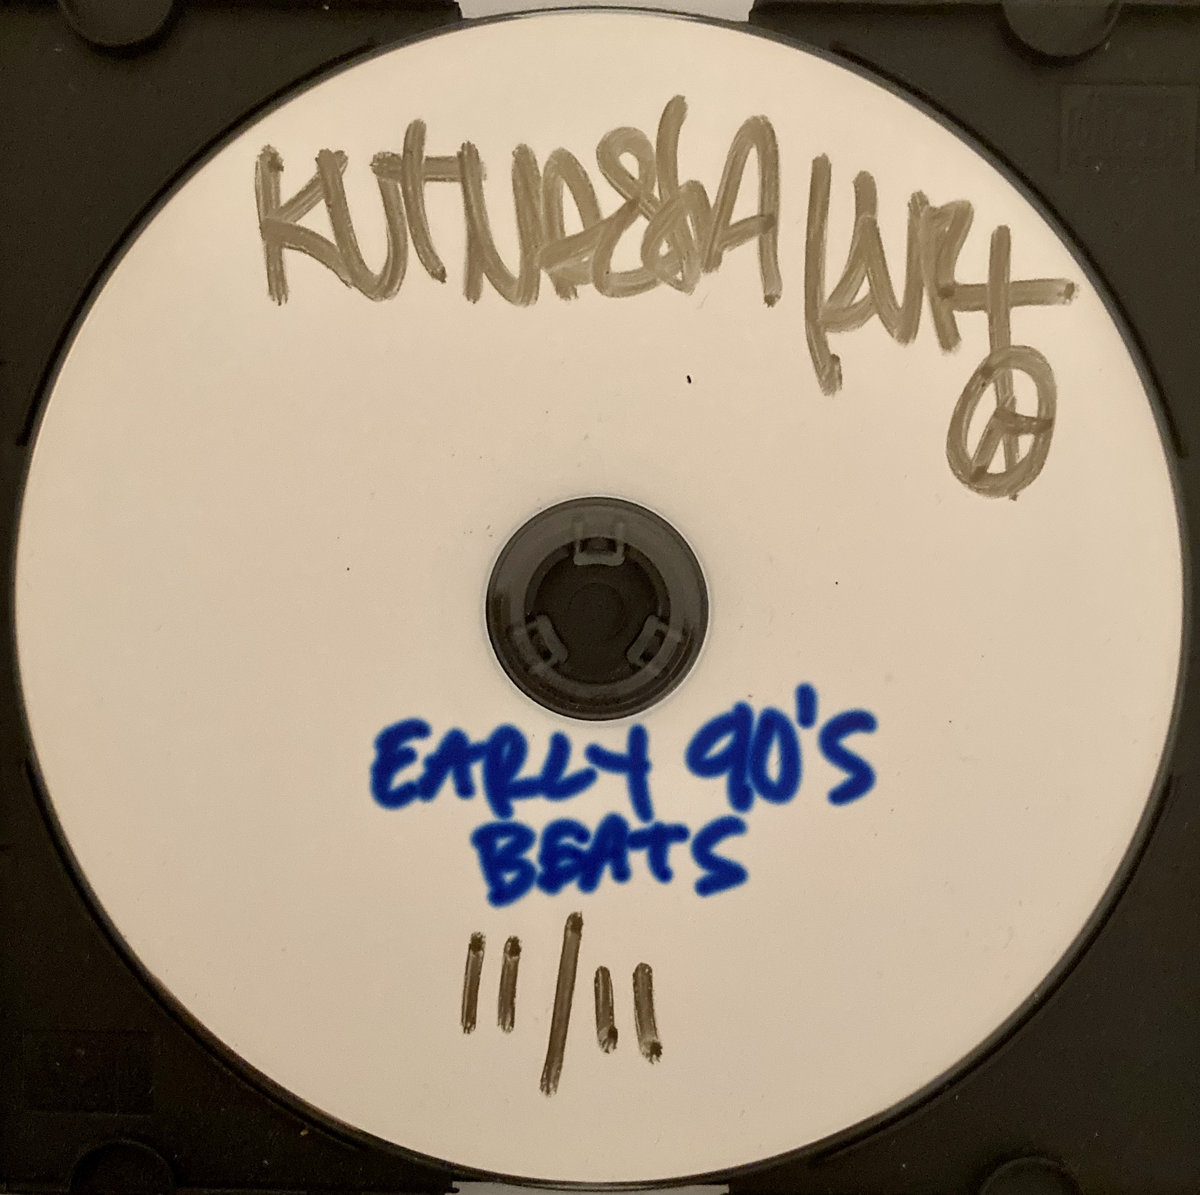 KUTMASTA KURT
EARLY 90'S
BEATS
11/11